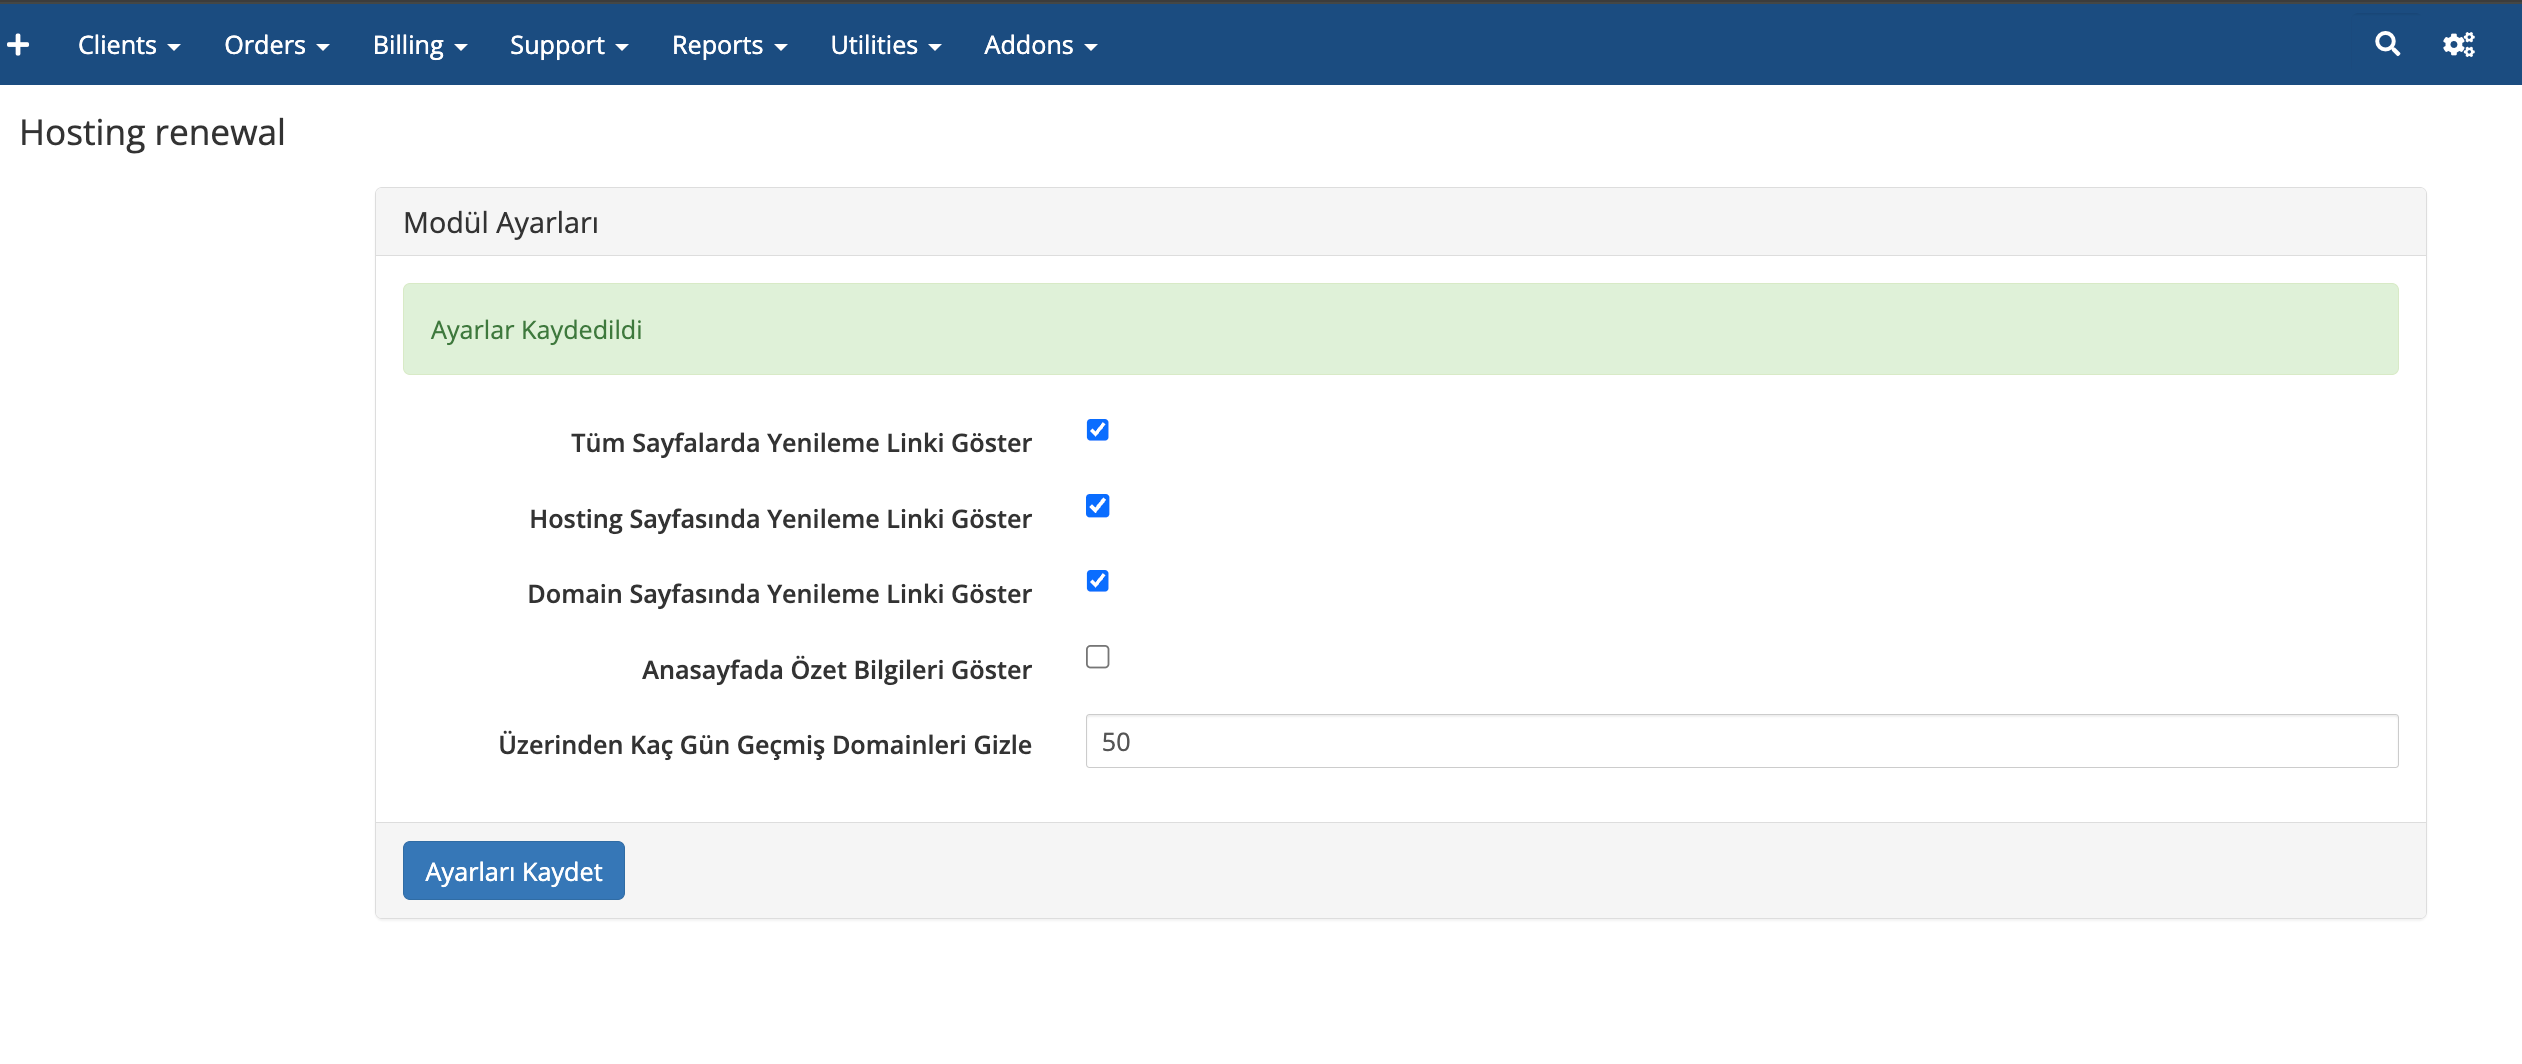 Clients Orders Billing Support Reports Utilities Addons
Hosting renewal
Modül Ayarları
Ayarlar Kaydedildi
Tüm Sayfalarda Yenileme Linki Göster
Hosting Sayfasında Yenileme Linki Göster
Domain Sayfasında Yenileme Linki Göster
Anasayfada Özet Bilgileri Göster
Üzerinden Kaç Gün Geçmiş Domainleri Gizle 50
Ayarları Kaydet